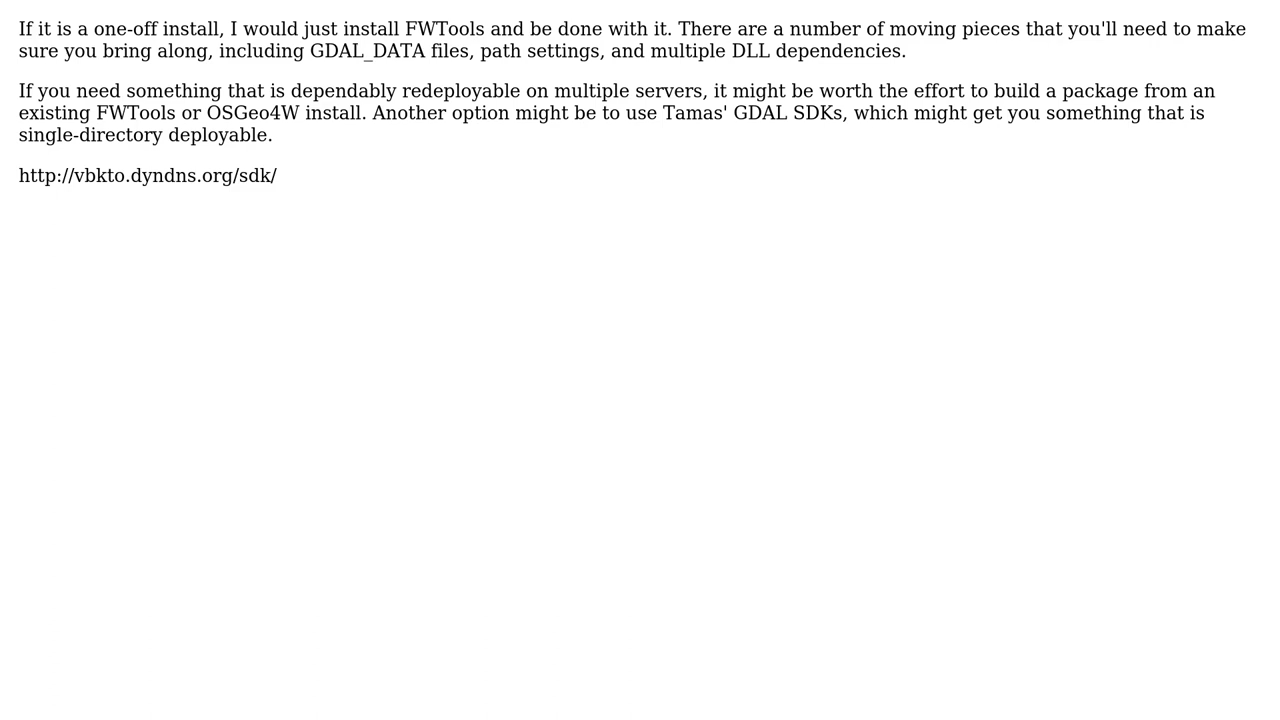 If it is a one-off install, I would just install FWTools and be done with it. There are a number of moving pieces that you'll need to make
sure you bring along, including GDAL_DATA files, path settings, and multiple DLL dependencies.
If you need something that is dependably redeployable on multiple servers, it might be worth the effort to build a package from an
existing FWTools or OSGeo4W install. Another option might be to use Tamas' GDAL SDKs, which might get you something that is
single-directory deployable.
http://vbkto.dyndns.org/sdk/